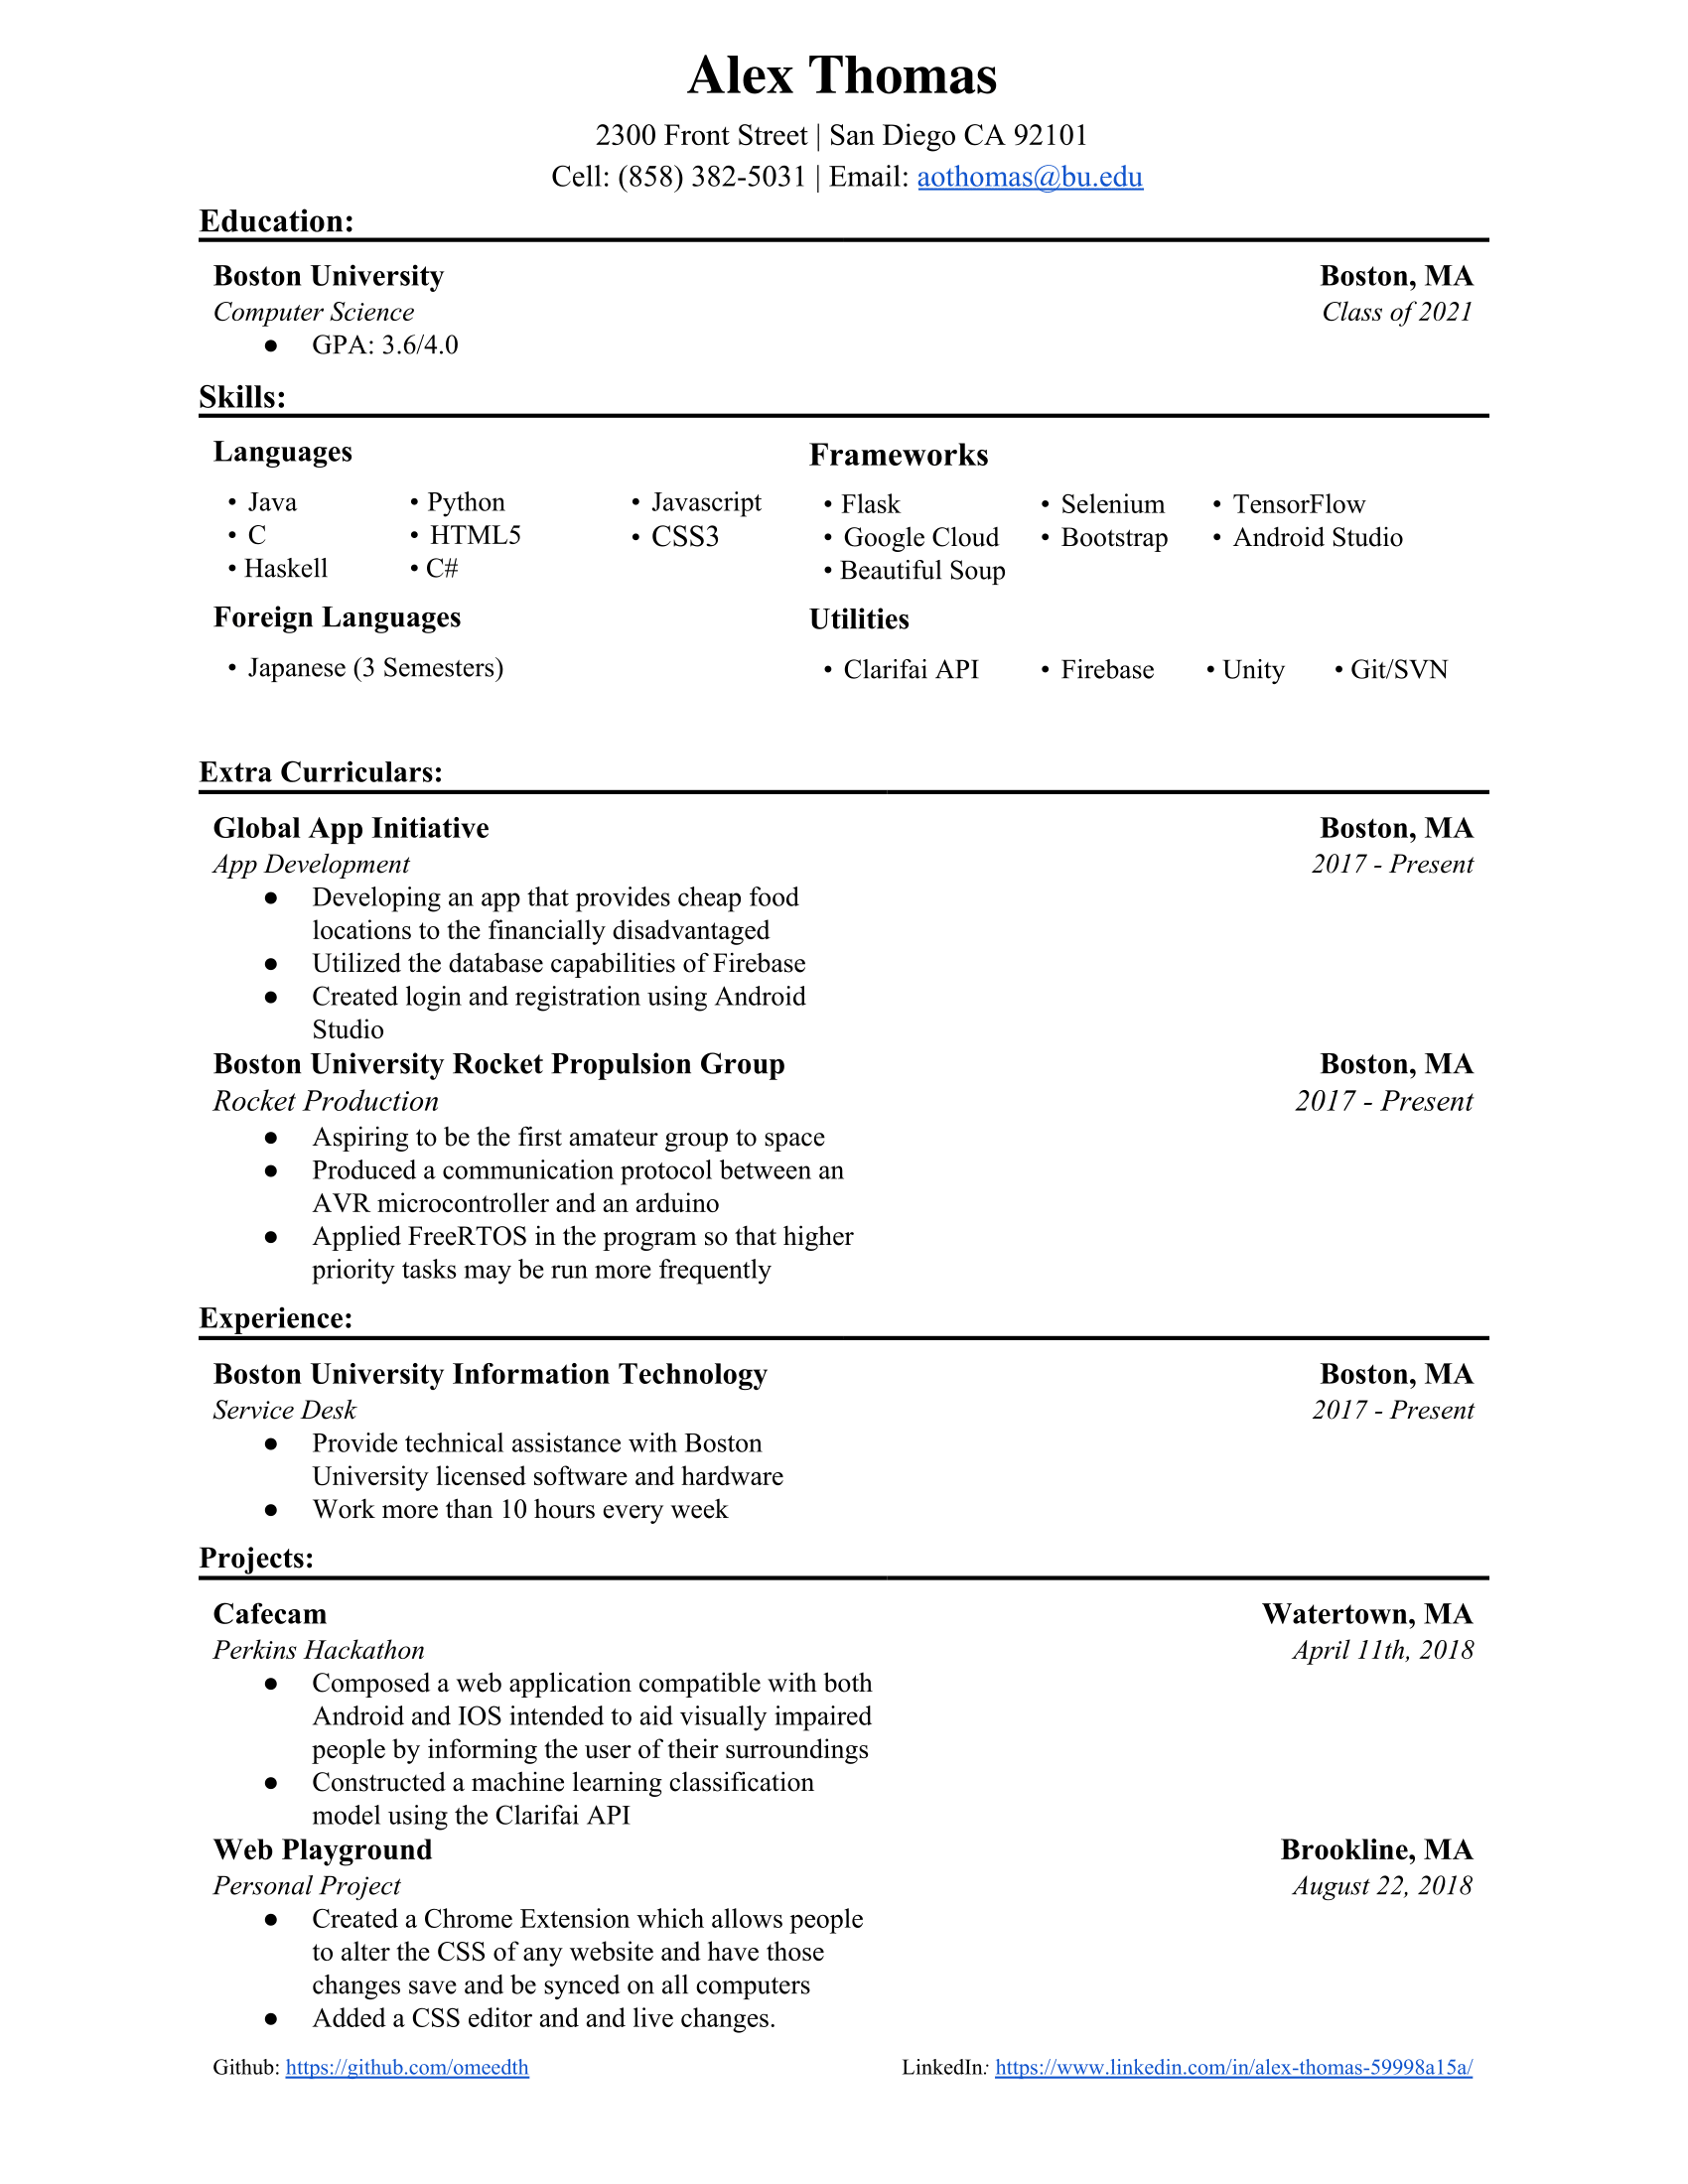 Alex Thomas
2300 Front Street | San Diego CA 92101
Cell: (858) 382-5031 | Email: aothomas@bu.edu
Education:
Boston University Boston, MA
Computer Science Class of 2021
● GPA: 3.6/4.0
Skills:
Languages
• Java • Python • Javascript
• C • HTML5 • CSS3
• Haskell • C#
Foreign Languages
• Japanese (3 Semesters)
Frameworks
• Flask • Selenium • TensorFlow
• Google Cloud • Bootstrap • Android Studio
• Beautiful Soup
Utilities
• Clarifai API • Firebase • Unity • Git/SVN
Extra Curriculars:
Global App Initiative Boston, MA
App Development 2017 - Present
● Developing an app that provides cheap food
locations to the financially disadvantaged
● Utilized the database capabilities of Firebase
● Created login and registration using Android
Studio
Boston University Rocket Propulsion Group Boston, MA
Rocket Production 2017 - Present
● Aspiring to be the first amateur group to space
● Produced a communication protocol between an
AVR microcontroller and an arduino
● Applied FreeRTOS in the program so that higher
priority tasks may be run more frequently
Experience:
Boston University Information Technology Boston, MA
Service Desk 2017 - Present
● Provide technical assistance with Boston
University licensed software and hardware
● Work more than 10 hours every week
Projects:
Cafecam Watertown, MA
Perkins Hackathon April 11th, 2018
● Composed a web application compatible with both
Android and IOS intended to aid visually impaired
people by informing the user of their surroundings
● Constructed a machine learning classification
model using the Clarifai API
Web Playground Brookline, MA
Personal Project August 22, 2018
● Created a Chrome Extension which allows people
to alter the CSS of any website and have those
changes save and be synced on all computers
● Added a CSS editor and and live changes.
Github: https://github.com/omeedth LinkedIn: https://www.linkedin.com/in/alex-thomas-59998a15a/